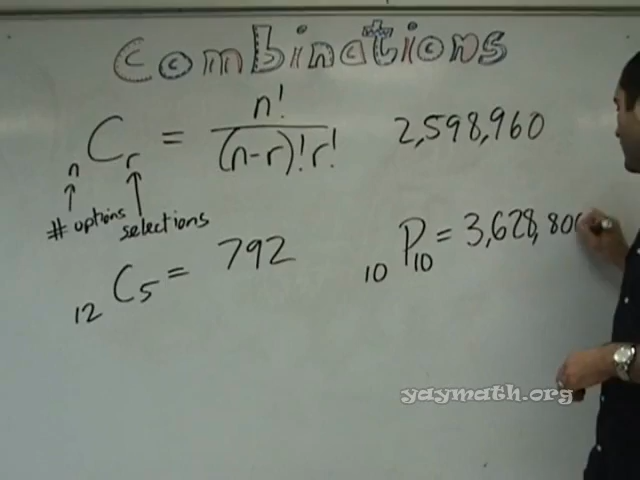 Combinations
nCr = n! / (n-r)!r!
2,598,960
# options
selections
12C5 = 792
10P10 = 3,628,800
yaymath.org